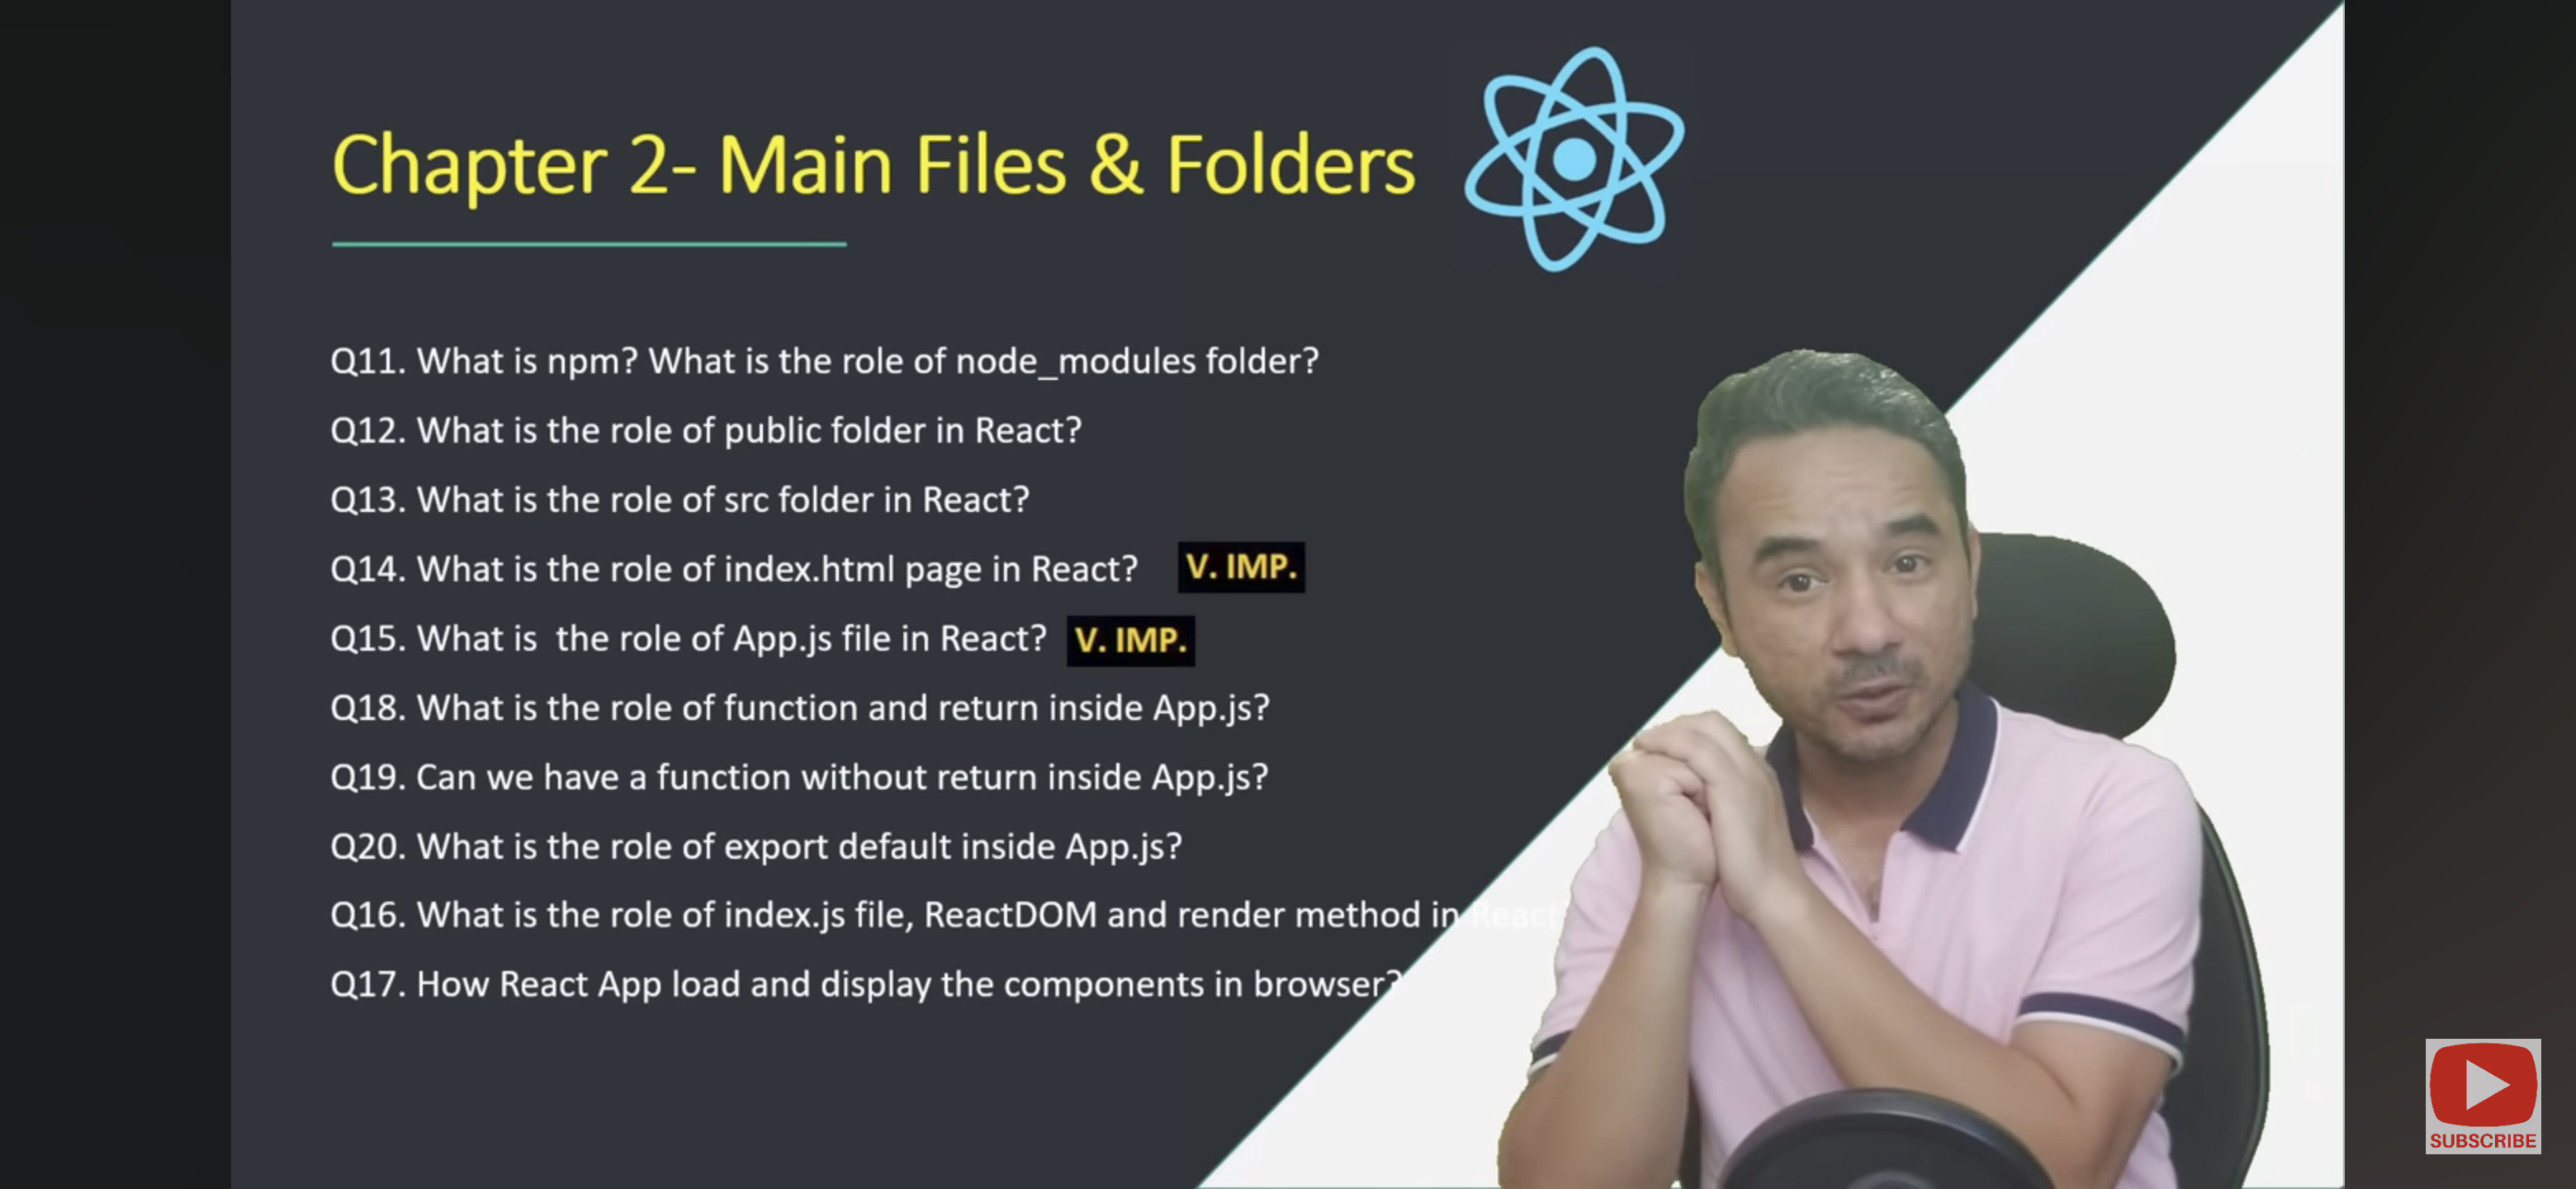 Chapter 2- Main Files & Folders
Q11. What is npm? What is the role of node_modules folder?
Q12. What is the role of public folder in React?
Q13. What is the role of src folder in React?
Q14. What is the role of index.html page in React? V. IMP.
Q15. What is  the role of App.js file in React? V. IMP.
Q18. What is the role of function and return inside App.js?
Q19. Can we have a function without return inside App.js?
Q20. What is the role of export default inside App.js?
Q16. What is the role of index.js file, ReactDOM and render method in React?
Q17. How React App load and display the components in browser?
SUBSCRIBE